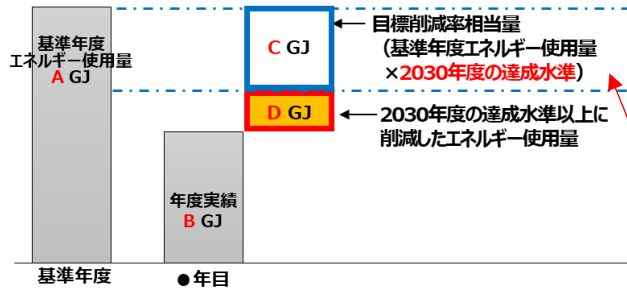 基準年度
エネルギー使用量
A GJ
C GJ
目標削減率相当量
（基準年度エネルギー使用量
×2030年度の達成水準）
D GJ
2030年度の達成水準以上に
削減したエネルギー使用量
年度実績
B GJ
基準年度
●年目